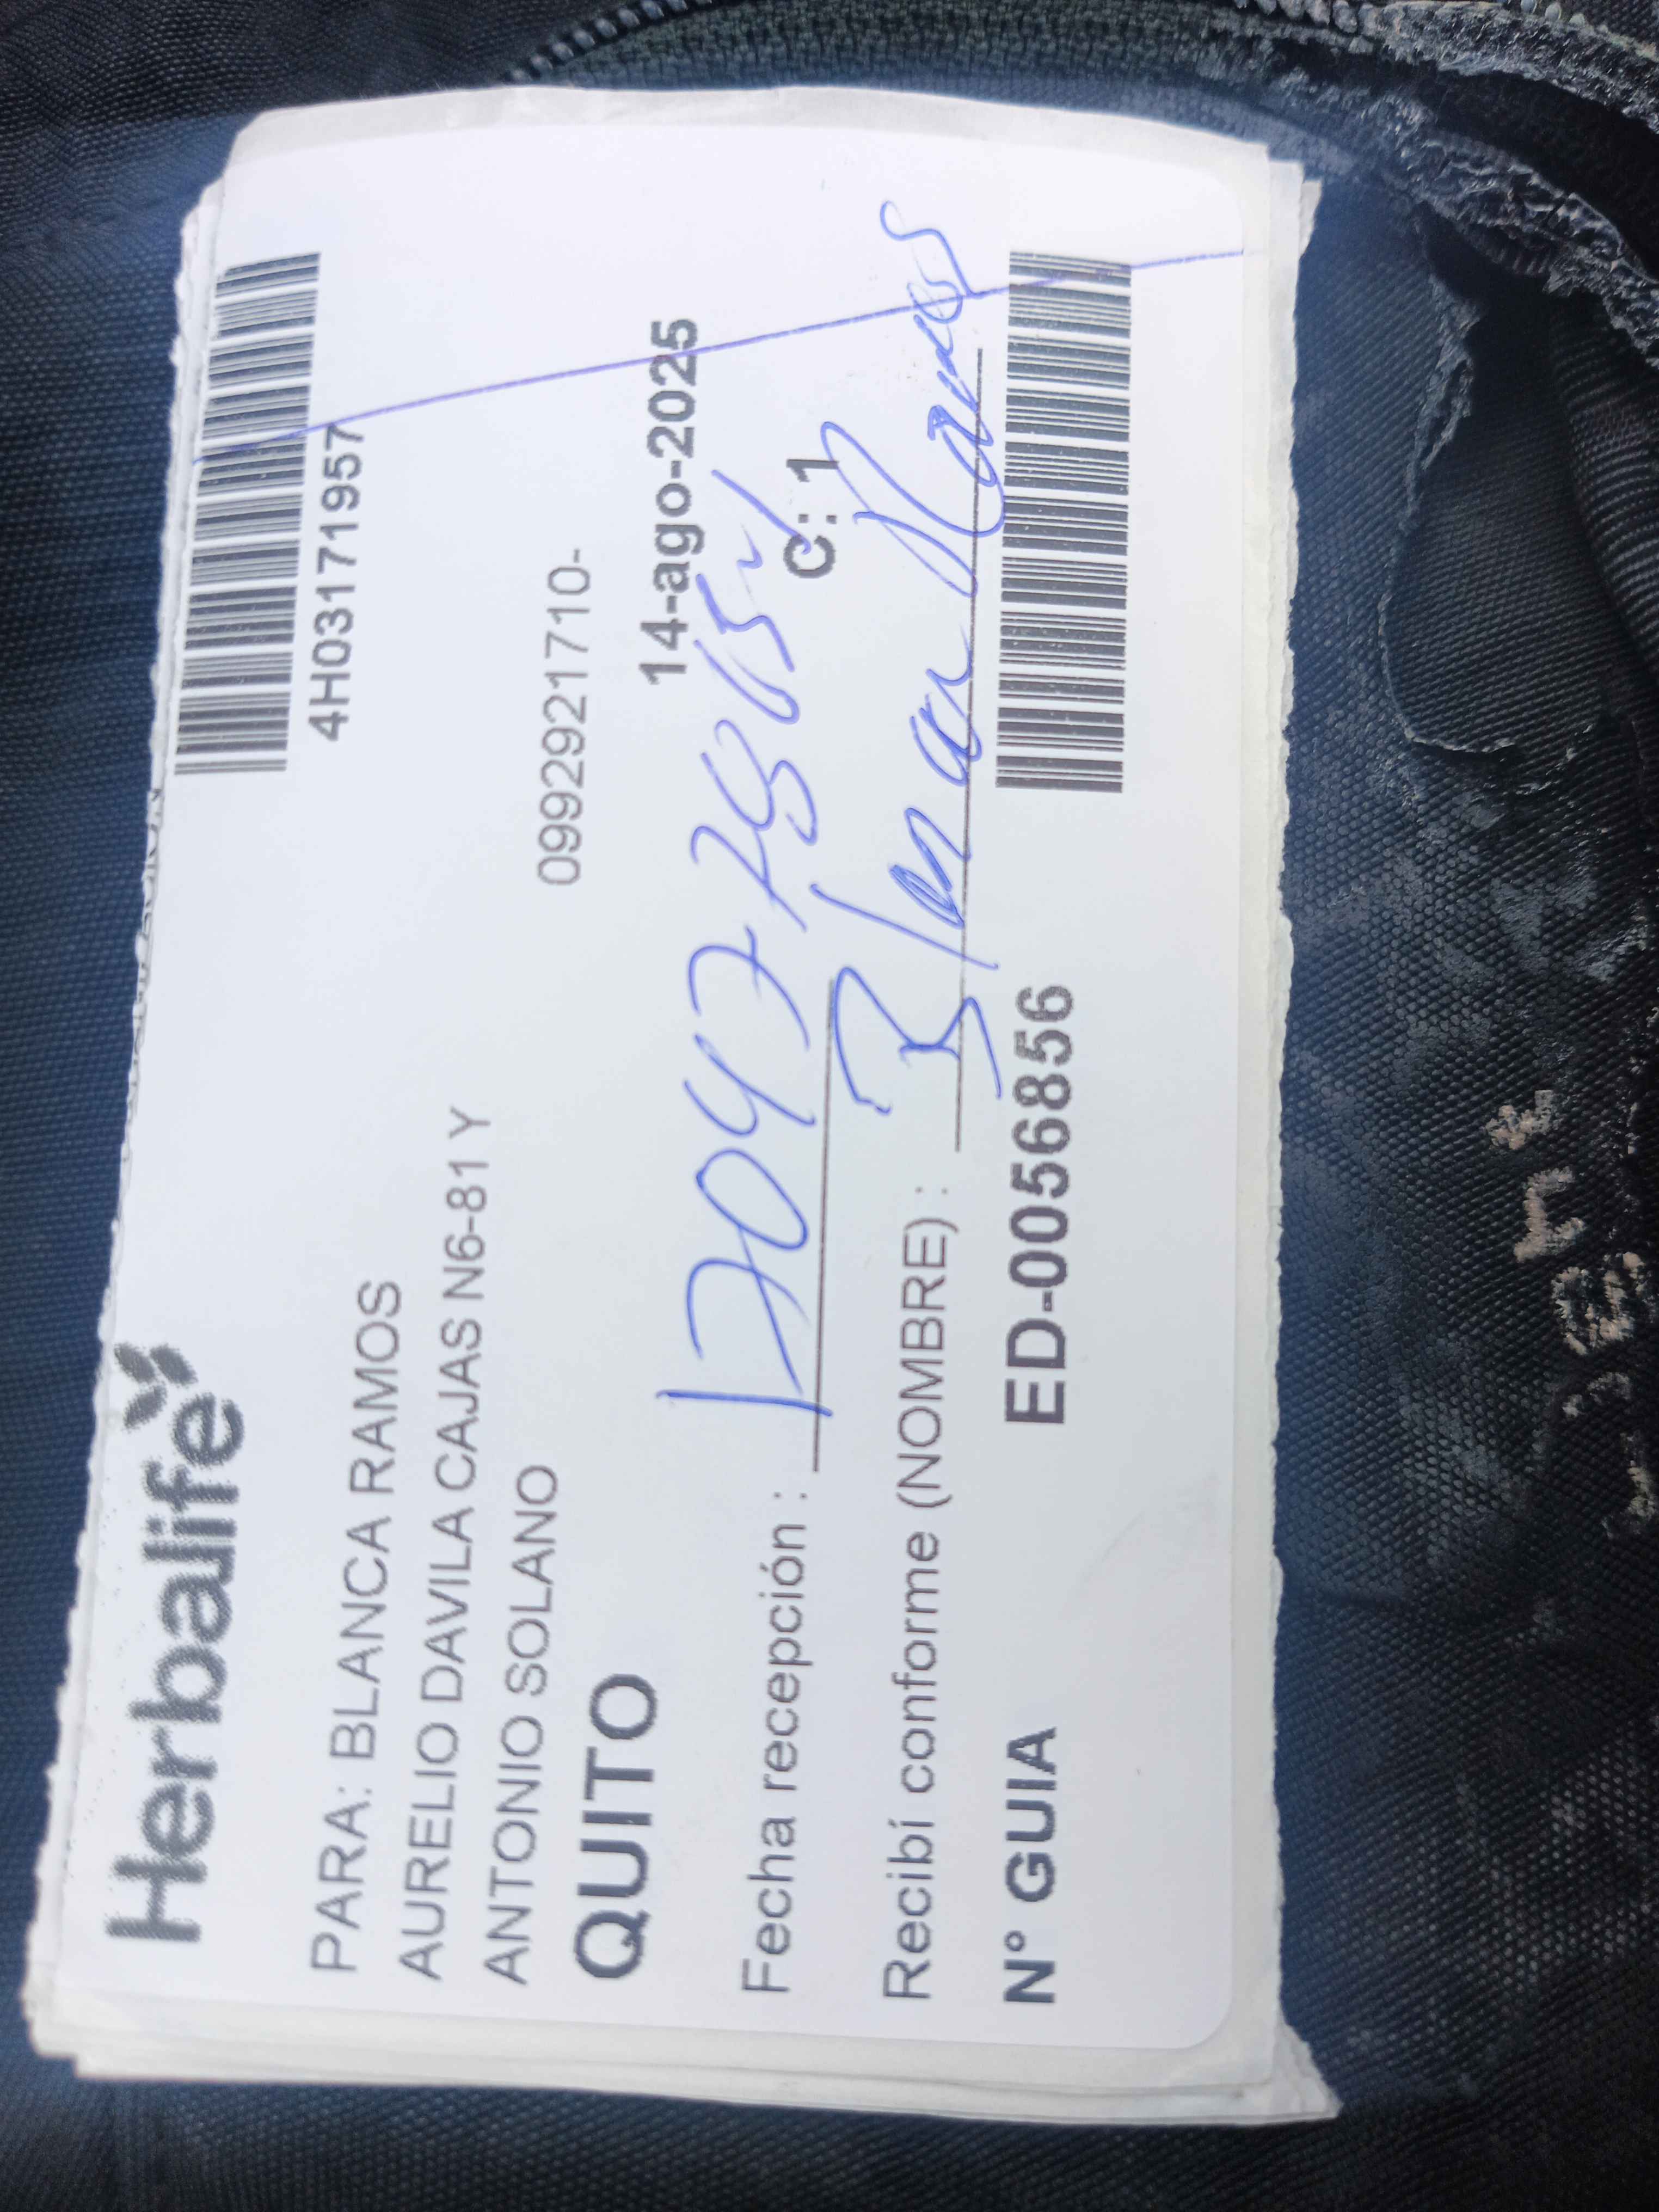 Herbalife
4H03171957
PARA: BLANCA RAMOS
AURELIO DAVILA CAJAS N6-81 Y
ANTONIO SOLANO
0992921710-
QUITO
14-ago-2025
C: 1
Fecha recepción :
Recibí conforme (NOMBRE) : Blanca Ramos
N° GUIA ED-0056856